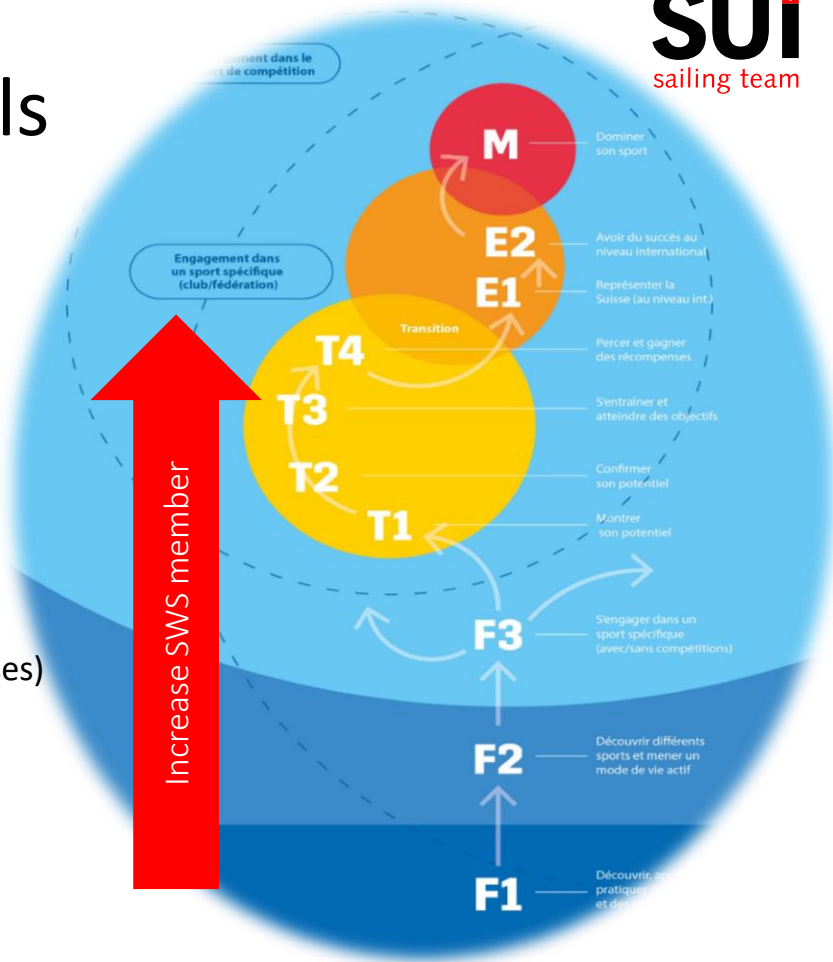 SUI
sailing team
ls
dans le
de compétition
M
Dominer
son sport
E2
Avoir du succès au
niveau international
Engagement dans
un sport spécifique
(club/fédération)
E1
Représenter la
Suisse (au niveau int.)
Transition
T4
Percer et gagner
des récompenses
T3
S'entraîner et
atteindre des objectifs
T2
Confirmer
son potentiel
T1
Montrer
son potentiel
Increase SWS member
F3
S'engager dans un
sport spécifique
(avec/sans compétitions)
es)
F2
Découvrir différents
sports et mener un
mode de vie actif
F1
Découvrir,
pratiquer
et des